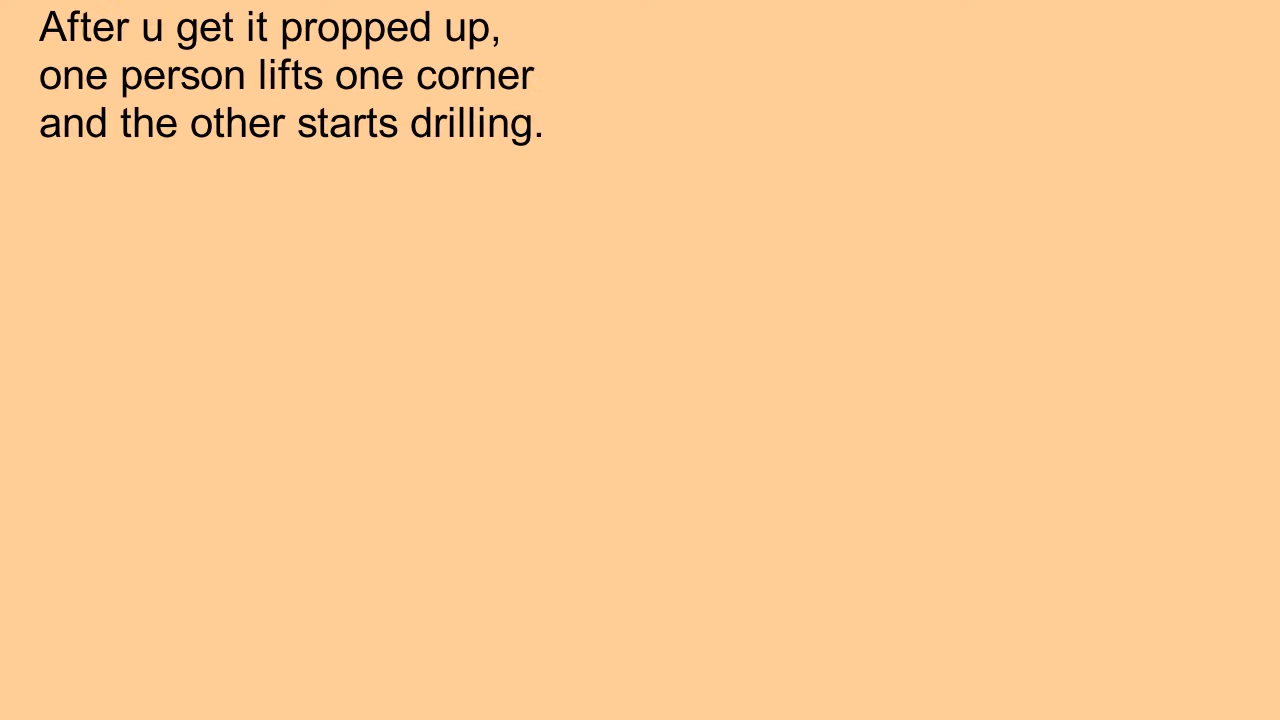 After u get it propped up,
one person lifts one corner
and the other starts drilling.